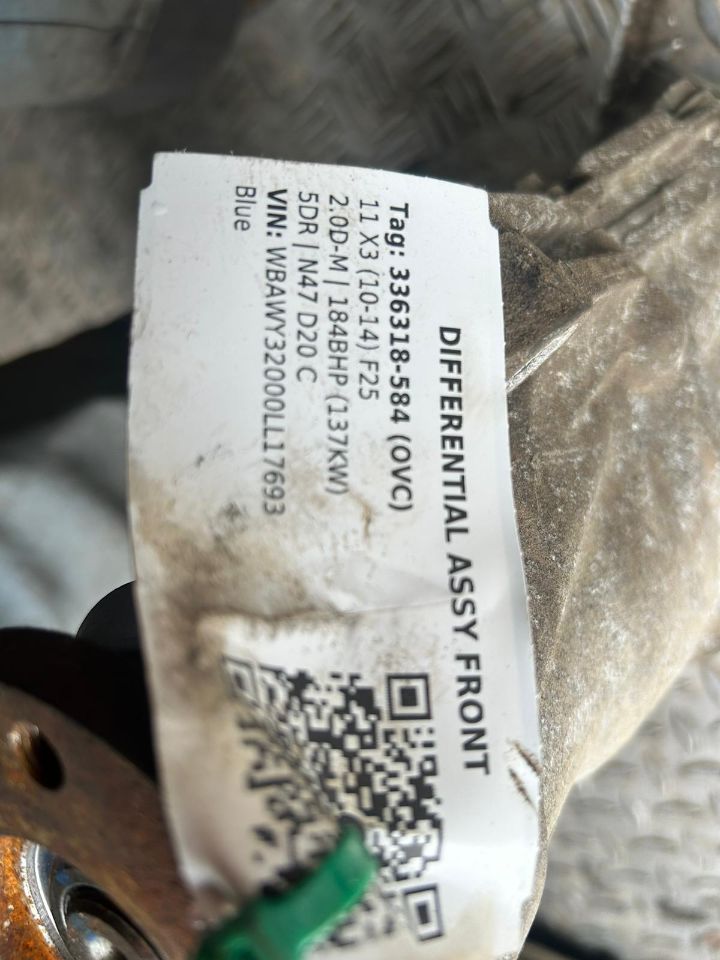 DIFFERENTIAL ASSY FRONT
Tag: 336318-584 (OVC)
11 X3 (10-14) F25
2.0D-M | 184BHP (137KW)
5DR | N47 D20 C
VIN: WBAWY32000LL17693
Blue